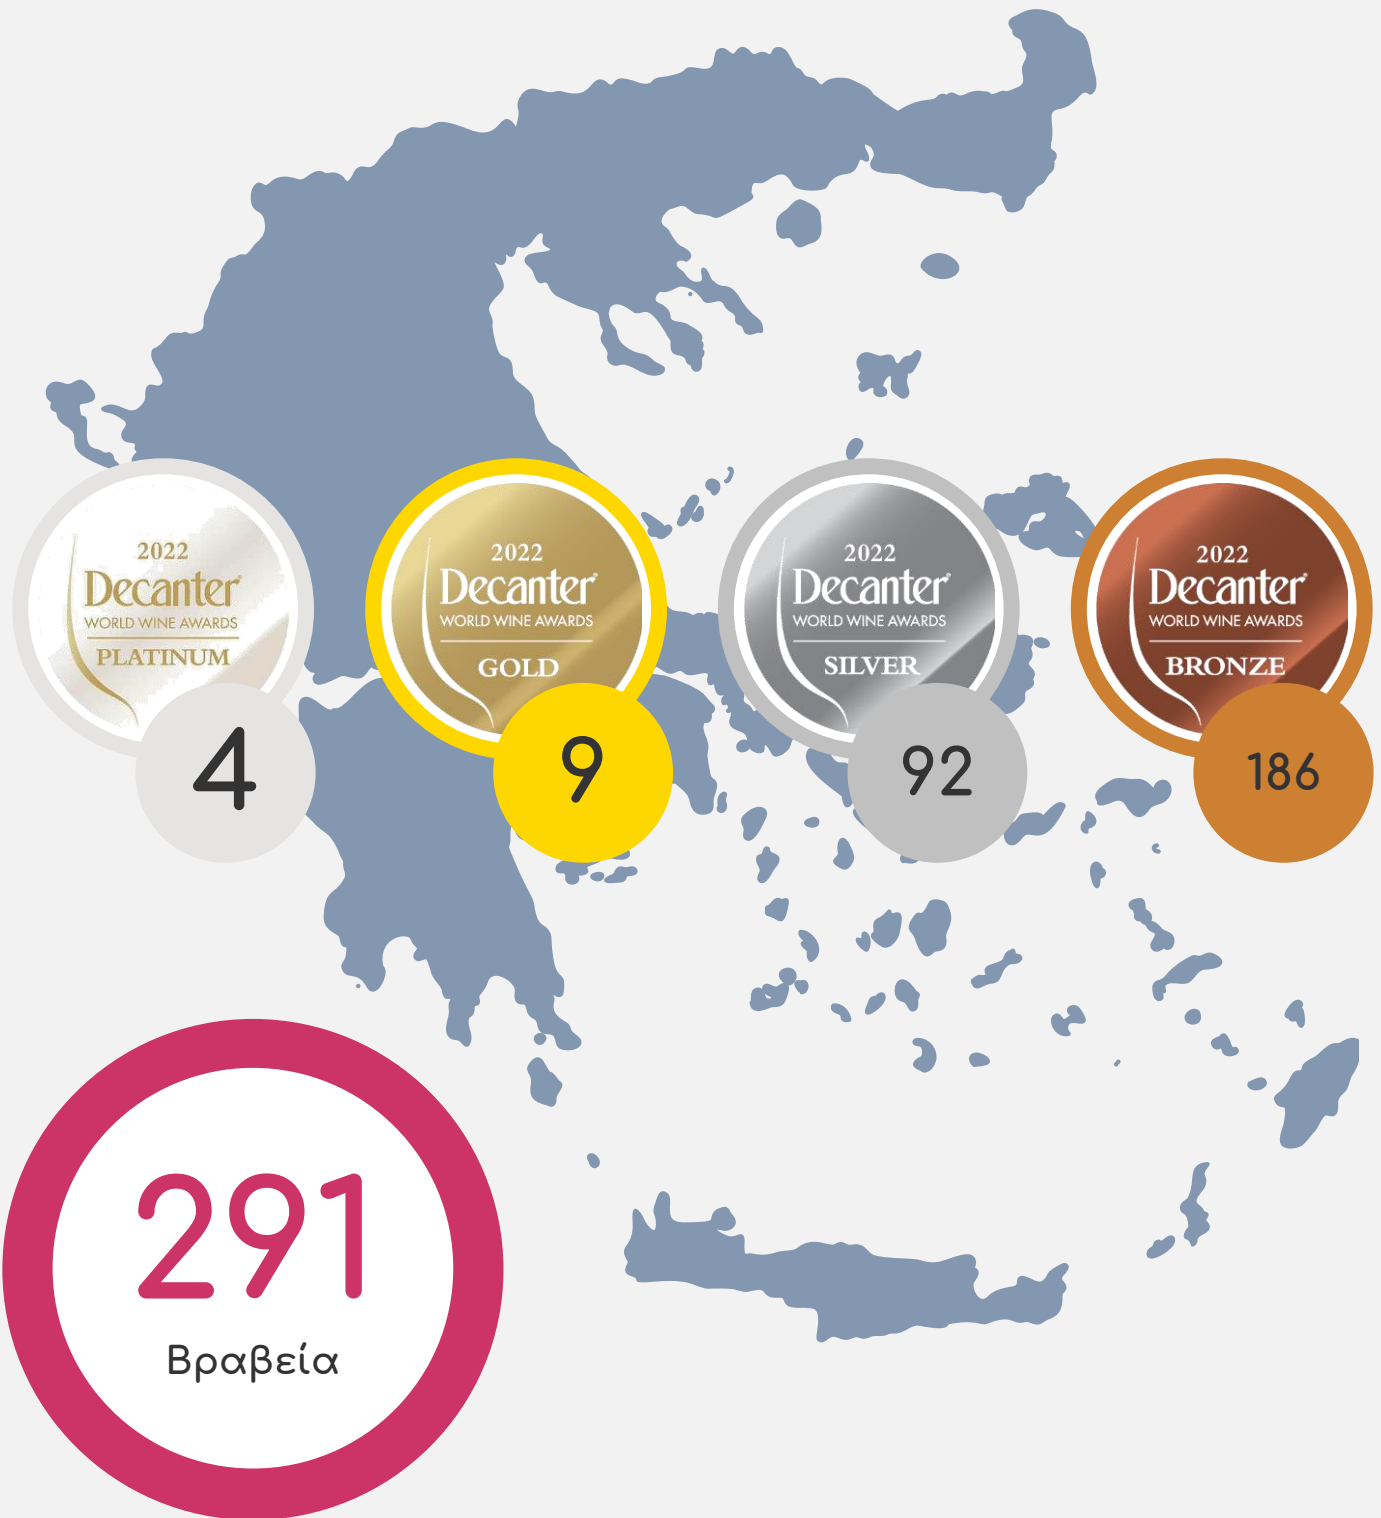 2022
Decanter
WORLD WINE AWARDS
PLATINUM
4
2022
Decanter
WORLD WINE AWARDS
GOLD
9
2022
Decanter
WORLD WINE AWARDS
SILVER
92
2022
Decanter
WORLD WINE AWARDS
BRONZE
186
291
Βραβεία